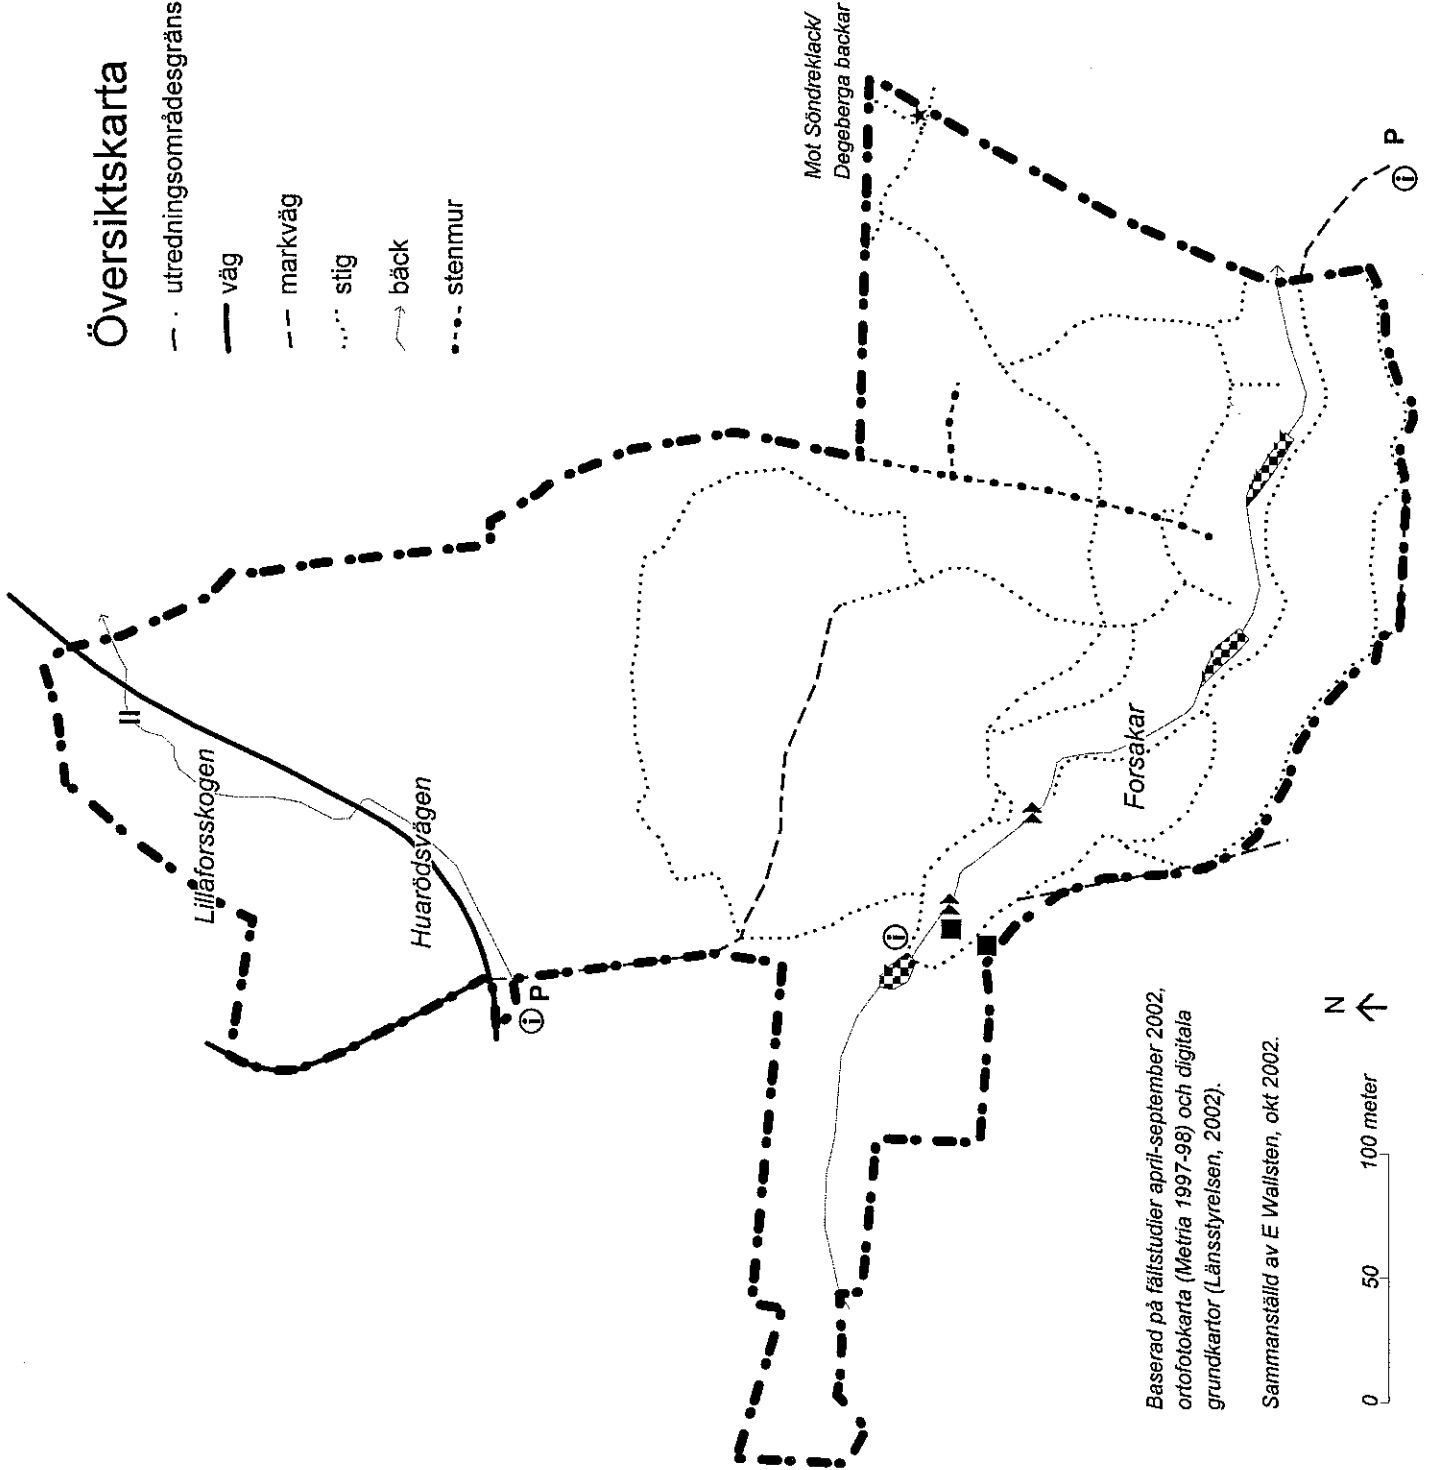 Översiktskarta
utredningsområdesgräns
väg
markväg
stig
bäck
stenmur
Lillaforsskogen
Huarödsvägen
i P
Mot Söndreklack/
Degeberga backar
i
Forsakar
i P
Baserad på fältstudier april-september 2002,
ortofotokarta (Metria 1997-98) och digitala
grundkartor (Länsstyrelsen, 2002).
Sammanställd av E Wallsten, okt 2002.
N
0 50 100 meter